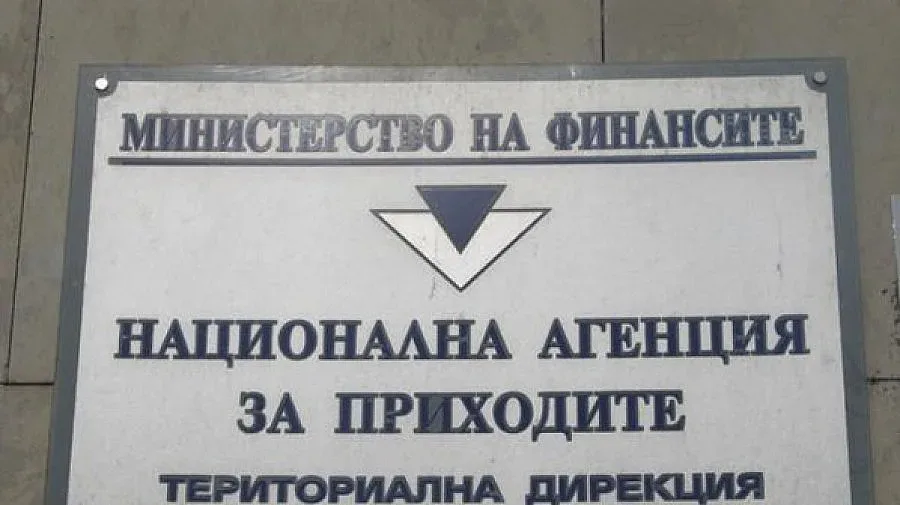 МИНИСТЕРСТВО НА ФИНАНСИТЕ
НАЦИОНАЛНА АГЕНЦИЯ
ЗА ПРИХОДИТЕ
ТЕРИТОРИАЛНА ДИРЕКЦИЯ